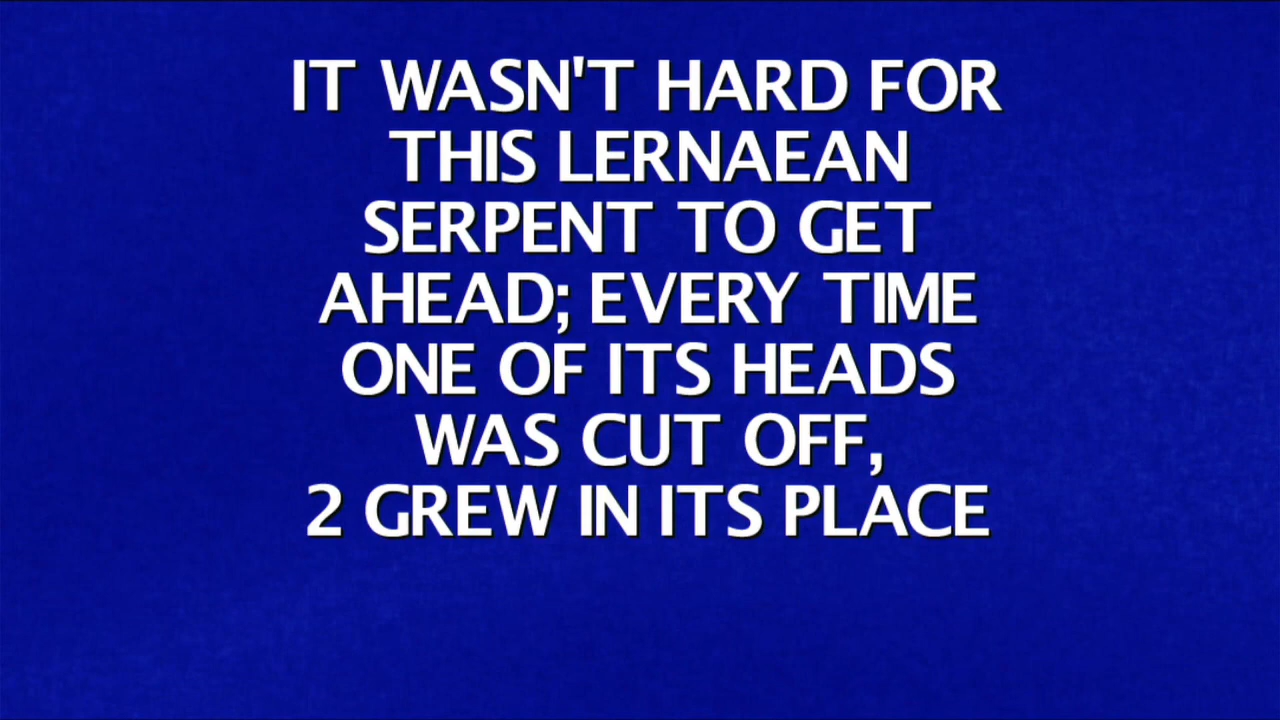 IT WASN'T HARD FOR
THIS LERNAEAN
SERPENT TO GET
AHEAD; EVERY TIME
ONE OF ITS HEADS
WAS CUT OFF,
2 GREW IN ITS PLACE